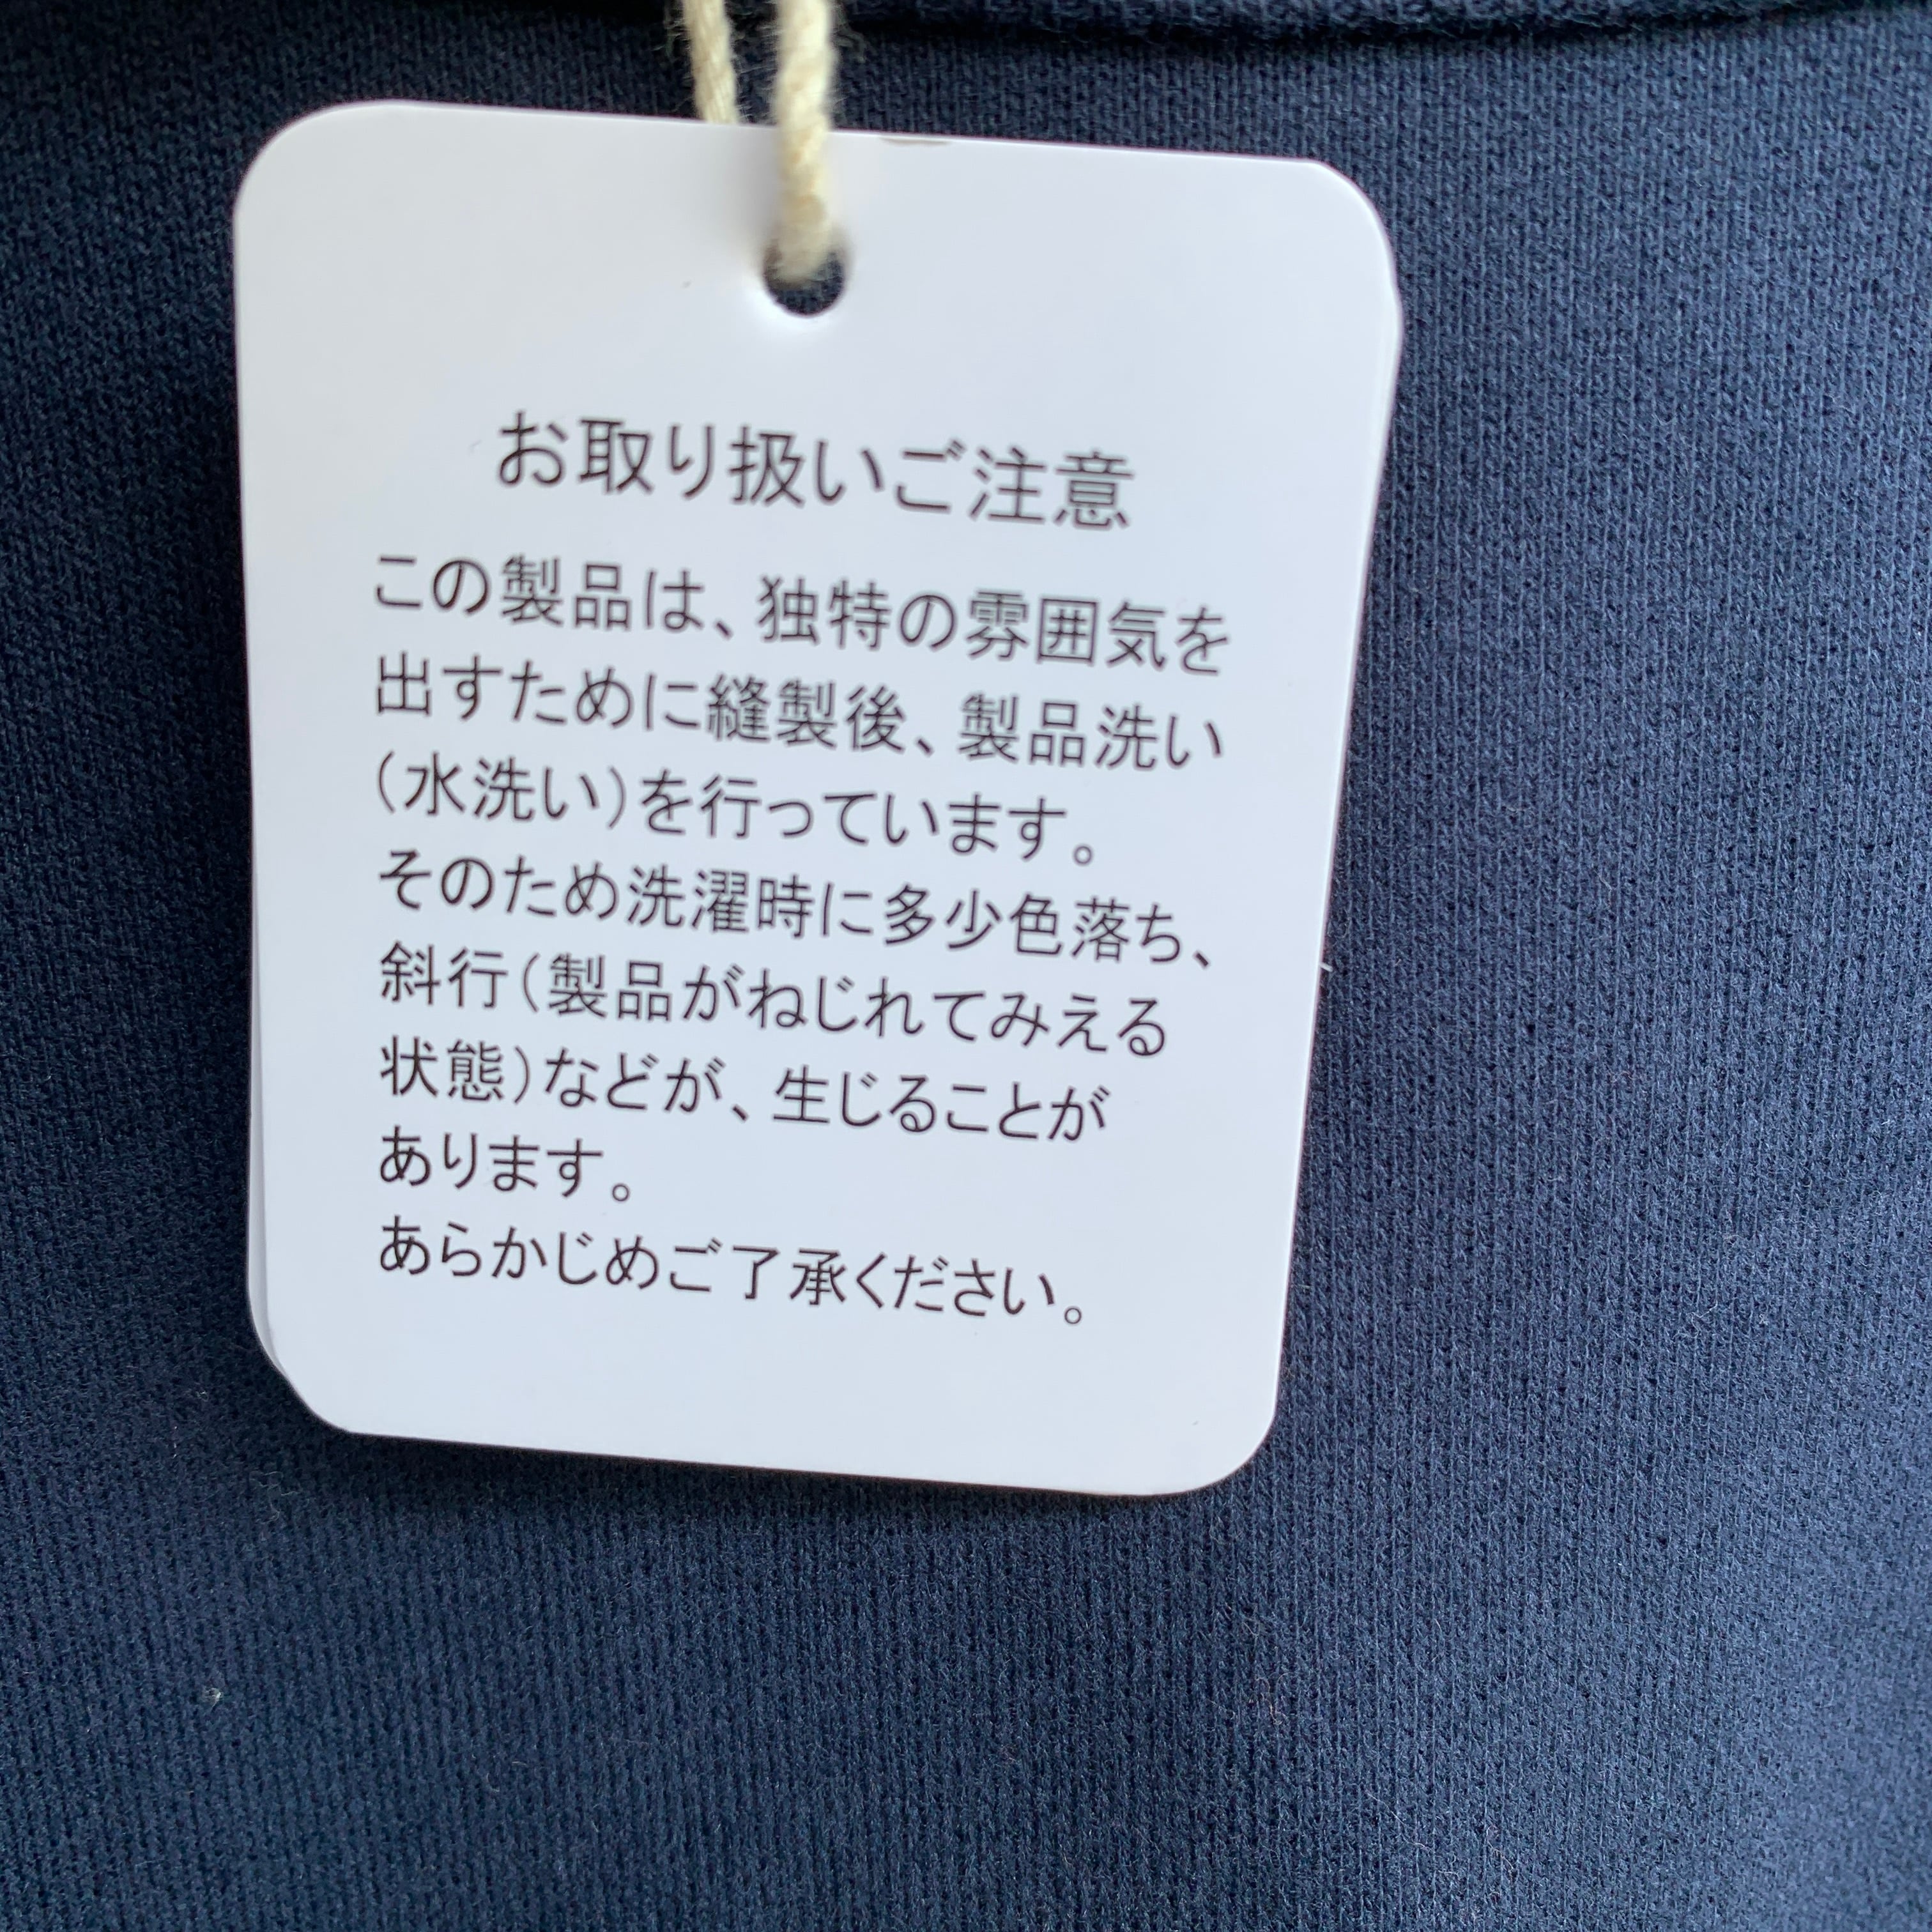 お取り扱いご注意
この製品は、独特の雰囲気を
出すために縫製後、製品洗い
（水洗い）を行っています。
そのため洗濯時に多少色落ち、
斜行（製品がねじれてみえる
状態）などが、生じることが
あります。
あらかじめご了承ください。